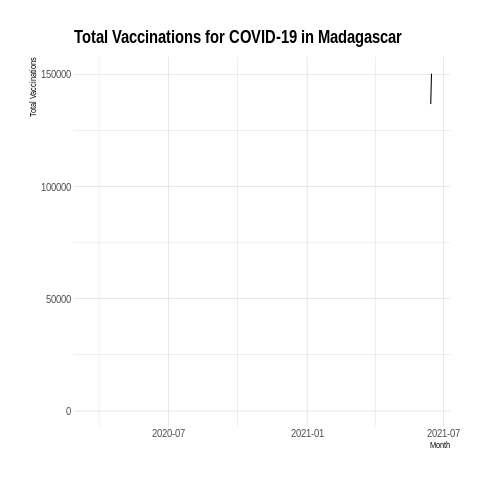 Total Vaccinations for COVID-19 in Madagascar
Total Vaccinations
150000
100000
50000
0
2020-07
2021-01
2021-07
Month